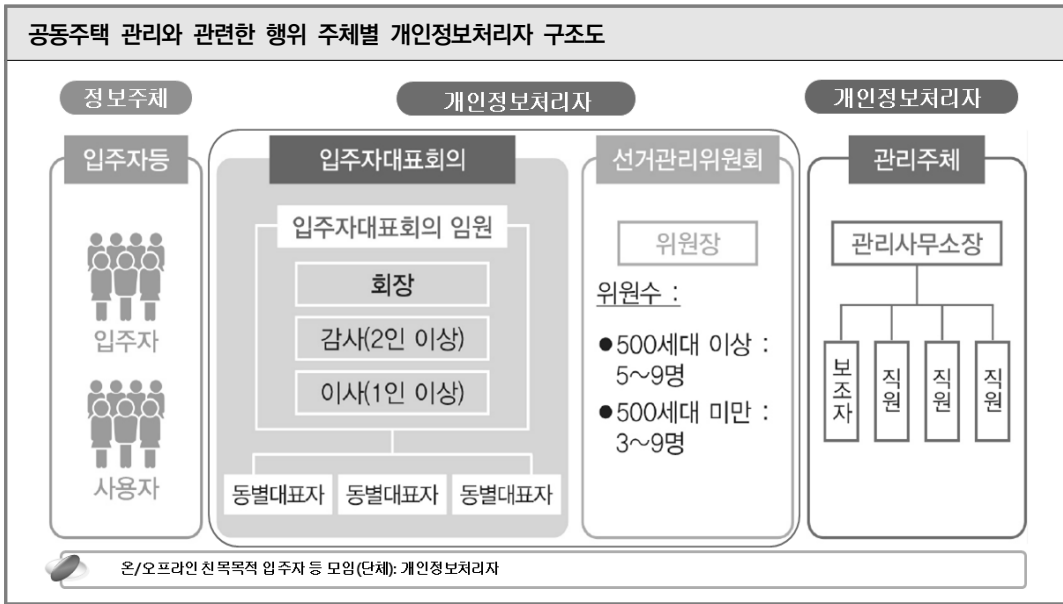 공동주택 관리와 관련한 행위 주체별 개인정보처리자 구조도
정보주체
개인정보처리자
개인정보처리자
입주자등
입주자
사용자
입주자대표회의
입주자대표회의 임원
회장
감사(2인 이상)
이사(1인 이상)
동별대표자
동별대표자
동별대표자
선거관리위원회
위원장
위원수 :
●500세대 이상 :
5～9명
●500세대 미만 :
3～9명
관리주체
관리사무소장
보조자
직원
직원
직원
온/오프라인 친목목적 입주자 등 모임(단체): 개인정보처리자